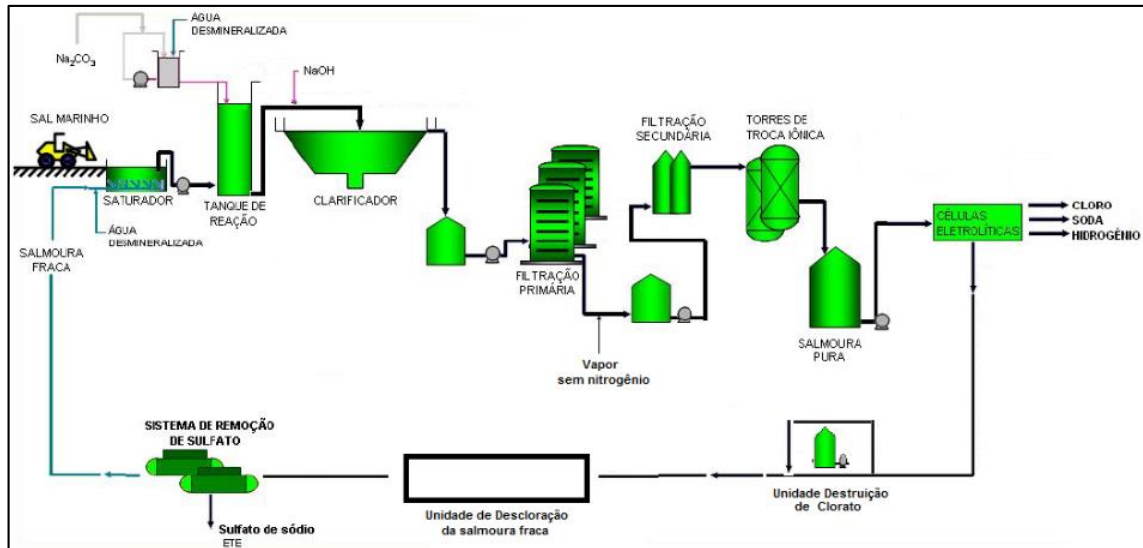 ÁGUA
DESMINERALIZADA
Na₂CO₃
NaOH
SAL MARINHO
SATURADOR
TANQUE DE
REAÇÃO
CLARIFICADOR
FILTRAÇÃO
SECUNDÁRIA
TORRES DE
TROCA IÔNICA
ÁGUA
DESMINERALIZADA
SALMOURA
FRACA
FILTRAÇÃO
PRIMÁRIA
CÉLULAS
ELETROLÍTICAS
CLORO
SODA
HIDROGÊNIO
SALMOURA
PURA
Vapor
sem nitrogênio
SISTEMA DE REMOÇÃO
DE SULFATO
Sulfato de sódio
ETE
Unidade de Descloração
da salmoura fraca
Unidade Destruição
de Clorato